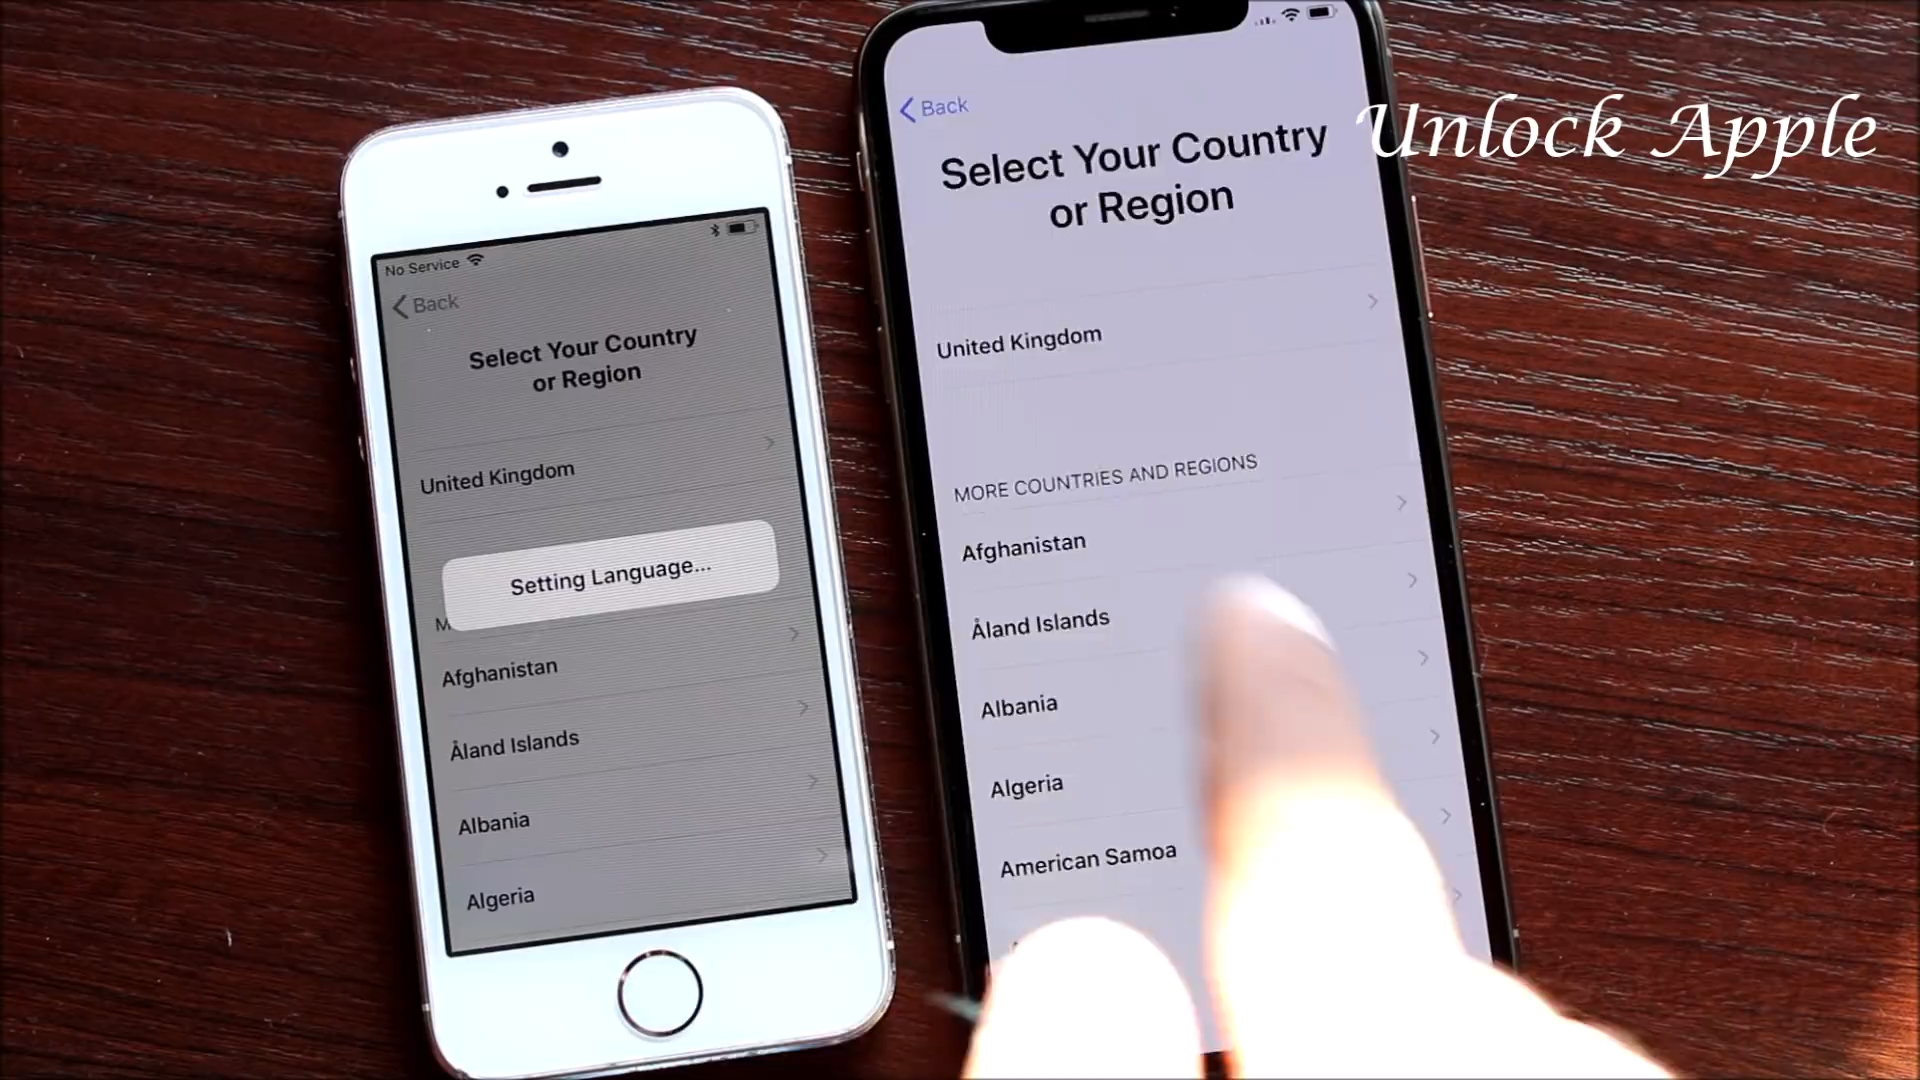 Unlock Apple
No Service
Back
Select Your Country
or Region
United Kingdom
Setting Language...
M
Afghanistan
Åland Islands
Albania
Algeria
Back
Select Your Country
or Region
United Kingdom
MORE COUNTRIES AND REGIONS
Afghanistan
Åland Islands
Albania
Algeria
American Samoa